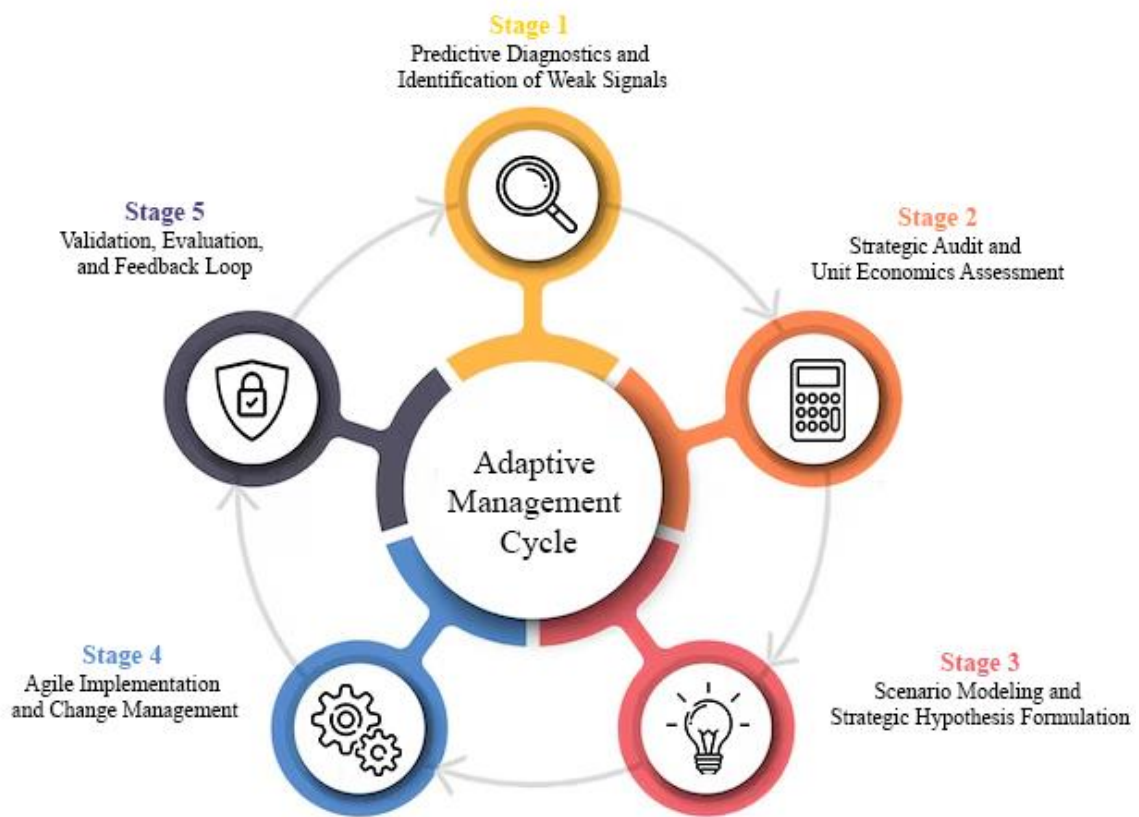 Stage 1
Predictive Diagnostics and
Identification of Weak Signals
Stage 2
Strategic Audit and
Unit Economics Assessment
Stage 3
Scenario Modeling and
Strategic Hypothesis Formulation
Stage 4
Agile Implementation
and Change Management
Stage 5
Validation, Evaluation,
and Feedback Loop
Adaptive
Management
Cycle